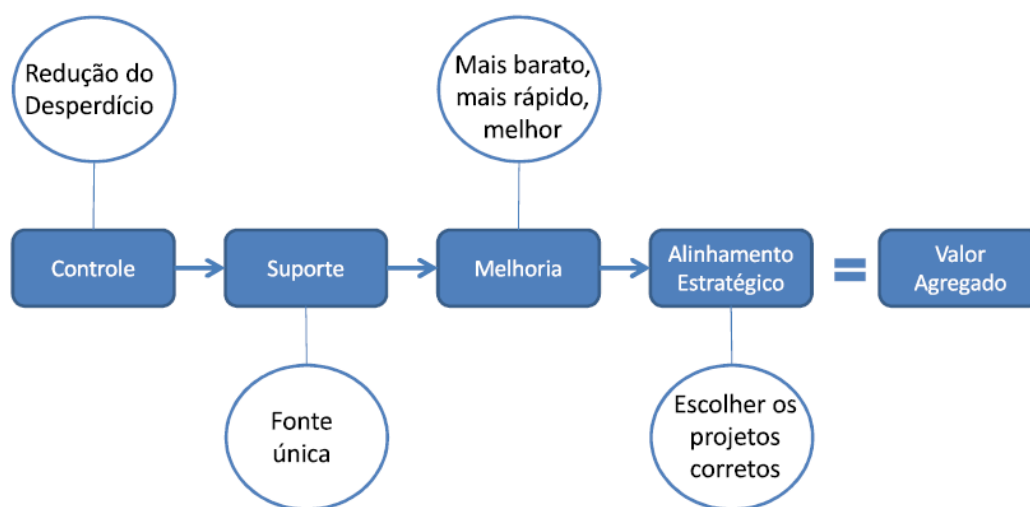 Redução do
Desperdício
Mais barato,
mais rápido,
melhor
Controle
Suporte
Melhoria
Alinhamento
Estratégico
=
Valor
Agregado
Fonte
única
Escolher os
projetos
corretos